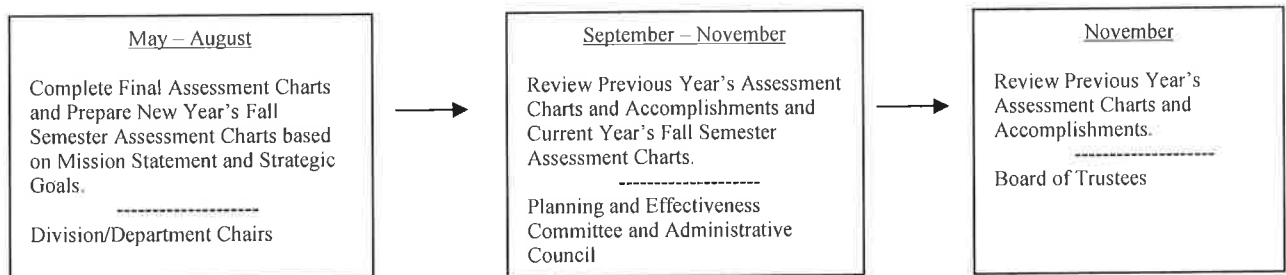 May – August
Complete Final Assessment Charts
and Prepare New Year's Fall
Semester Assessment Charts based
on Mission Statement and Strategic
Goals.
--------------------
Division/Department Chairs
September – November
Review Previous Year's Assessment
Charts and Accomplishments and
Current Year's Fall Semester
Assessment Charts.
--------------------
Planning and Effectiveness
Committee and Administrative
Council
November
Review Previous Year's
Assessment Charts and
Accomplishments.
--------------------
Board of Trustees